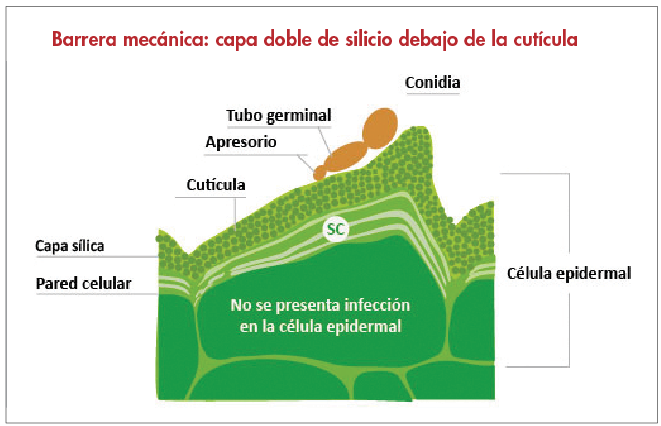 Barrera mecánica: capa doble de silicio debajo de la cutícula
Conidia
Tubo germinal
Apresorio
Cutícula
SC
Capa sílica
Pared celular
Célula epidermal
No se presenta infección
en la célula epidermal